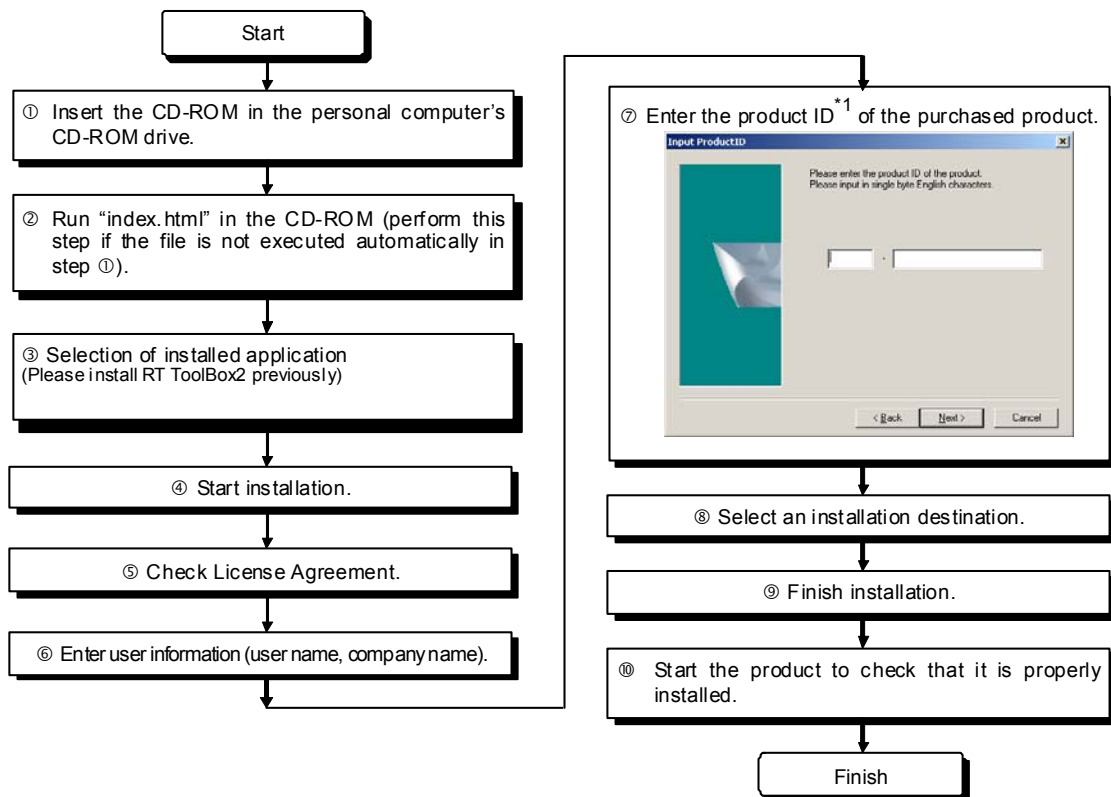 Start
① Insert the CD-ROM in the personal computer's
CD-ROM drive.
② Run “index.html” in the CD-ROM (perform this
step if the file is not executed automatically in
step ①).
③ Selection of installed application
(Please install RT ToolBox2 previously)
④ Start installation.
⑤ Check License Agreement.
⑥ Enter user information (user name, company name).
⑦ Enter the product ID*1 of the purchased product.
Input ProductID
Please enter the product ID of the product.
Please input in single byte English characters.
-
< Back Next > Cancel
⑧ Select an installation destination.
⑨ Finish installation.
⑩ Start the product to check that it is properly
installed.
Finish